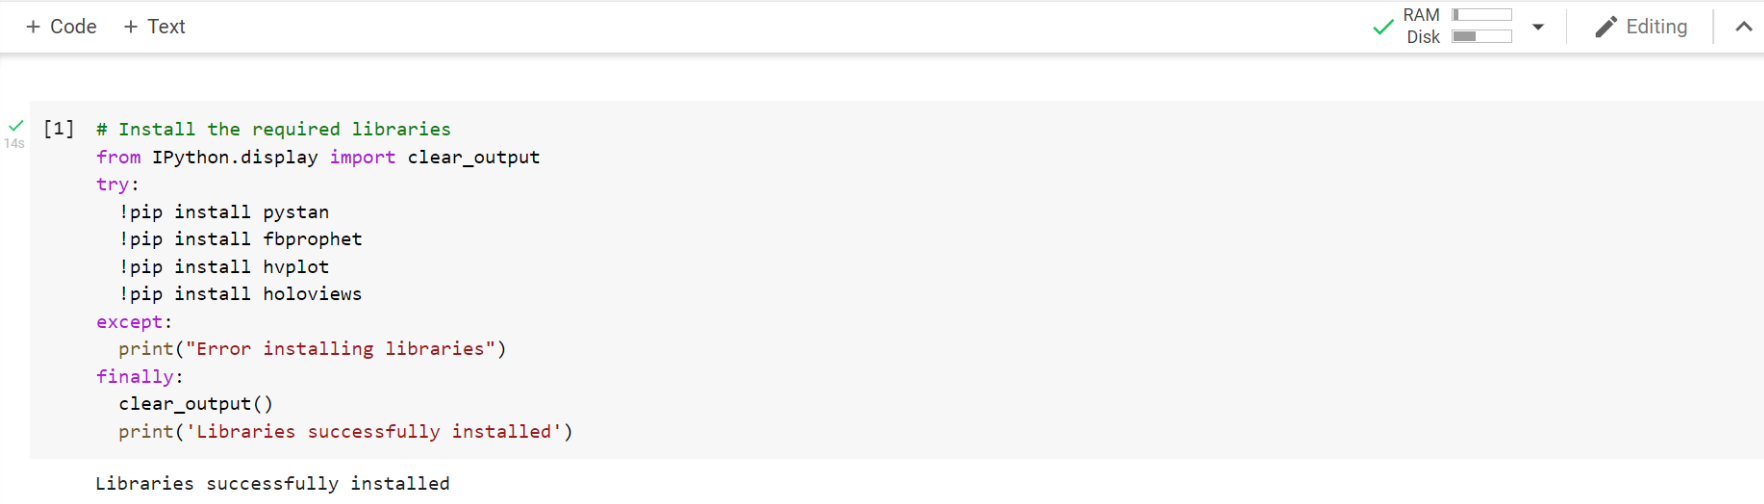 + Code + Text
RAM
Disk
Editing
[1] # Install the required libraries
14s
from IPython.display import clear_output
try:
!pip install pystan
!pip install fbprophet
!pip install hvplot
!pip install holoviews
except:
print("Error installing libraries")
finally:
clear_output()
print('Libraries successfully installed')
Libraries successfully installed